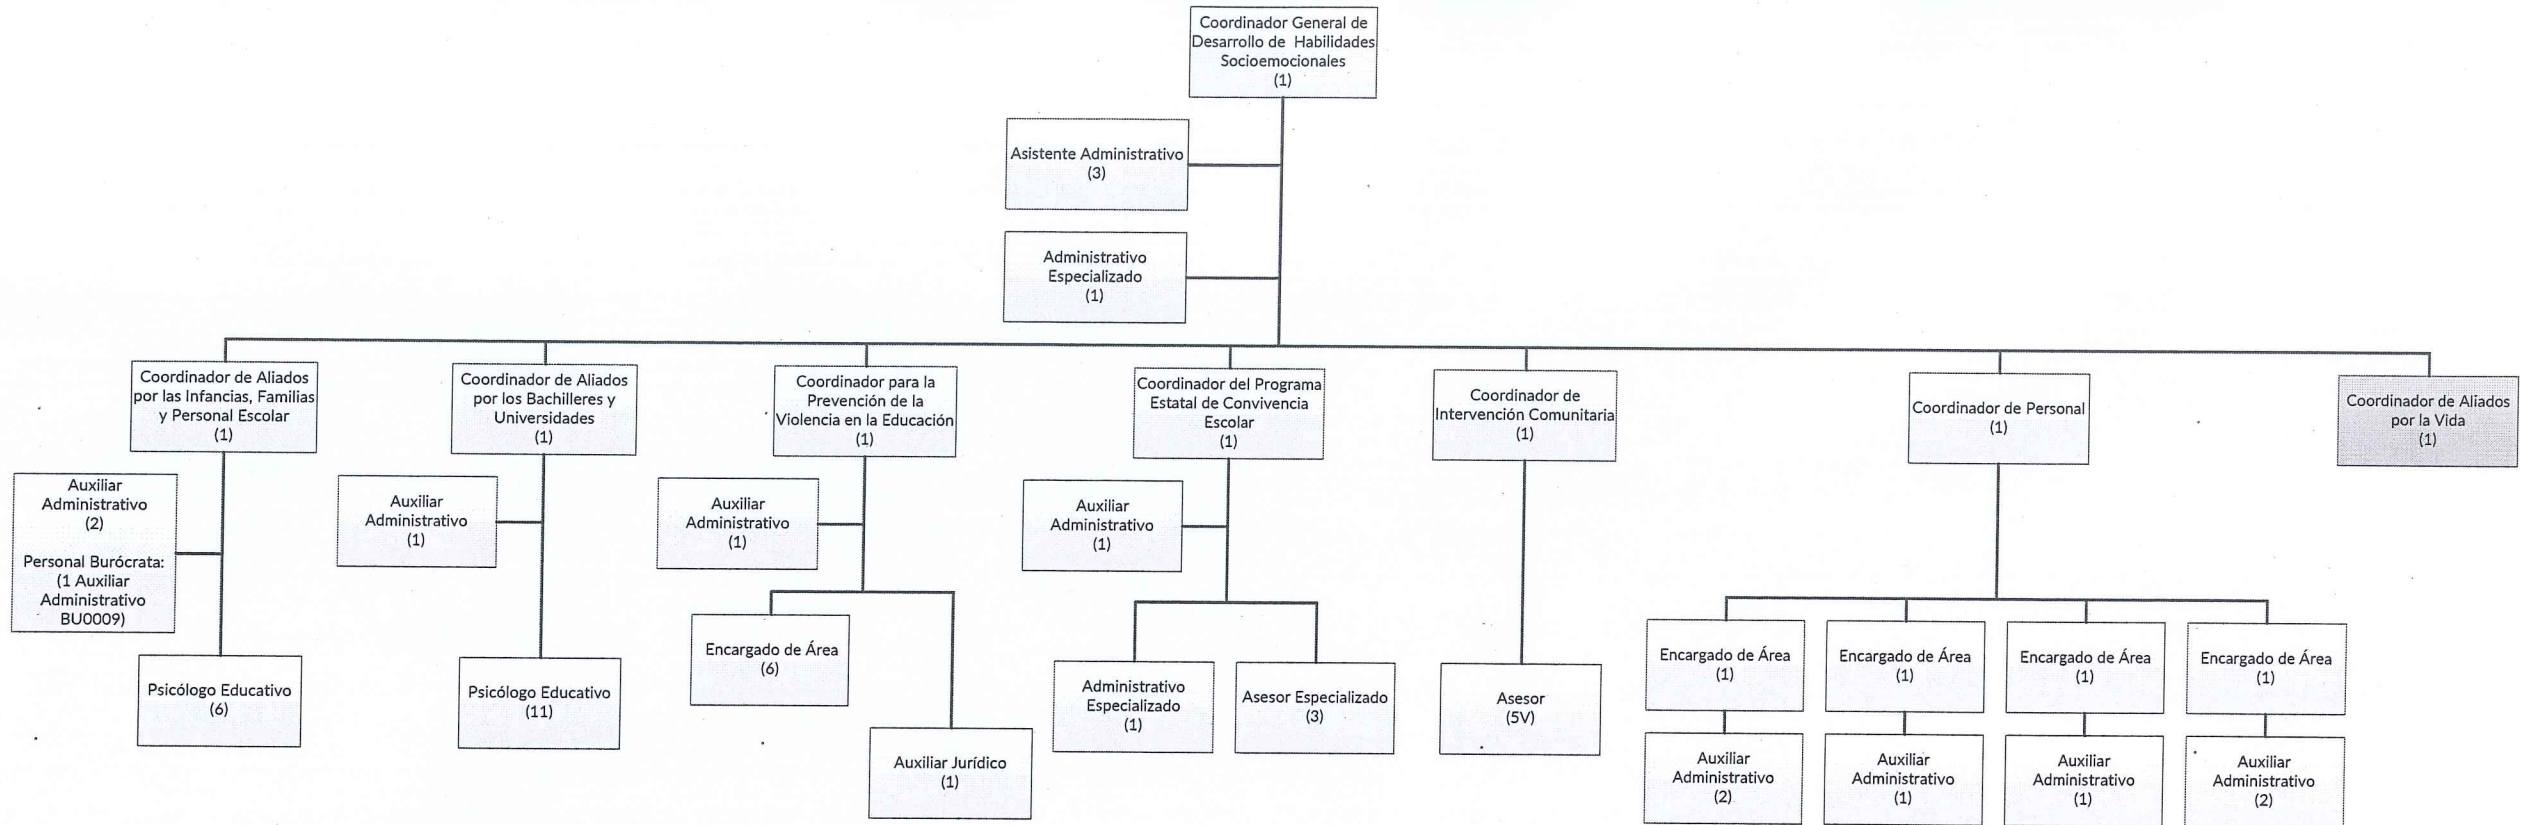 Coordinador General de
Desarrollo de Habilidades
Socioemocionales
(1)
Asistente Administrativo
(3)
Administrativo
Especializado
(1)
Coordinador de Aliados
por las Infancias, Familias
y Personal Escolar
(1)
Coordinador de Aliados
por los Bachilleres y
Universidades
(1)
Coordinador para la
Prevención de la
Violencia en la Educación
(1)
Coordinador del Programa
Estatal de Convivencia
Escolar
(1)
Coordinador de
Intervención Comunitaria
(1)
Coordinador de Personal
(1)
Coordinador de Aliados
por la Vida
(1)
Auxiliar
Administrativo
(2)
Personal Burócrata:
(1 Auxiliar
Administrativo
BU0009)
Auxiliar
Administrativo
(1)
Auxiliar
Administrativo
(1)
Auxiliar
Administrativo
(1)
Psicólogo Educativo
(6)
Psicólogo Educativo
(11)
Encargado de Área
(6)
Auxiliar Jurídico
(1)
Administrativo
Especializado
(1)
Asesor Especializado
(3)
Asesor
(5V)
Encargado de Área
(1)
Encargado de Área
(1)
Encargado de Área
(1)
Encargado de Área
(1)
Auxiliar
Administrativo
(2)
Auxiliar
Administrativo
(1)
Auxiliar
Administrativo
(1)
Auxiliar
Administrativo
(2)